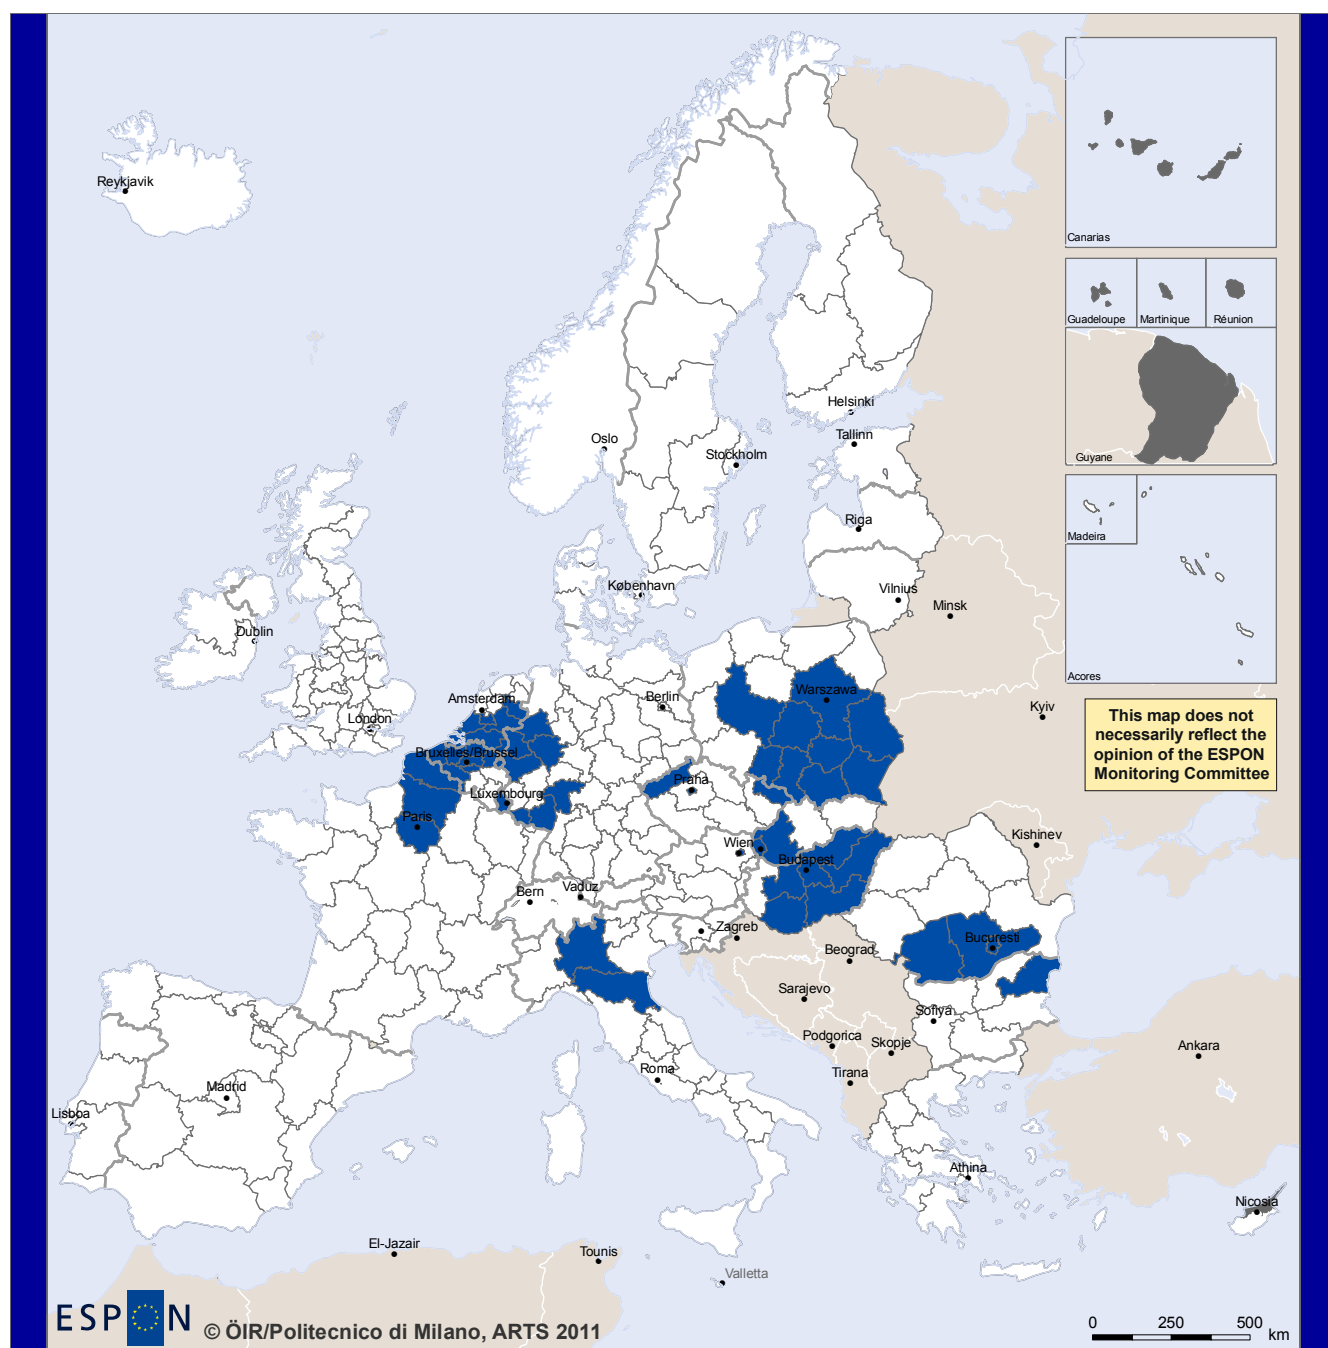 Reykjavik
Canarias
Guadeloupe
Martinique
Réunion
Guyane
Madeira
Acores
Helsinki
Tallinn
Oslo
Stockholm
Riga
København
Vilnius
Minsk
Dublin
Amsterdam
Berlin
Warszawa
London
Kyiv
This map does not
necessarily reflect the
opinion of the ESPON
Monitoring Committee
Bruxelles/Brussel
Praha
Luxembourg
Paris
Kishinev
Wien
Budapest
Bern
Vaduz
Zagreb
Bucuresti
Beograd
Sarajevo
Sofiya
Podgorica
Skopje
Ankara
Roma
Tirana
Madrid
Lisboa
Athina
Nicosia
El-Jazair
Tounis
Valletta
ESPON
© ÖIR/Politecnico di Milano, ARTS 2011
0 250 500
km